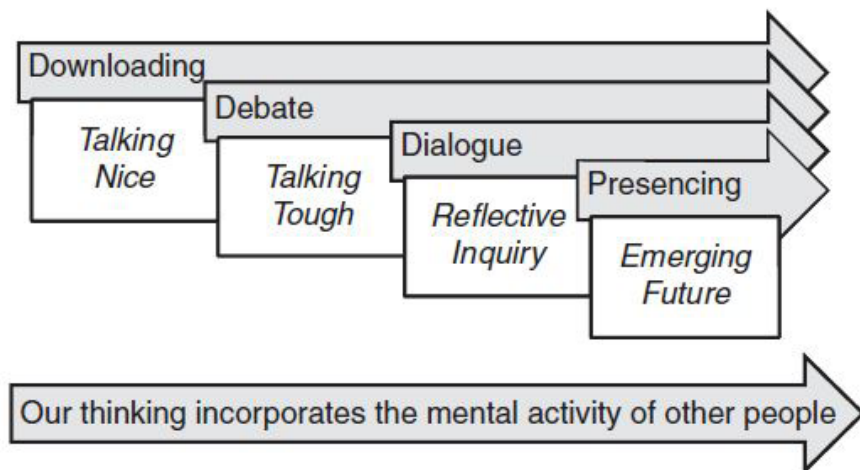 Downloading
Talking
Nice
Debate
Talking
Tough
Dialogue
Reflective
Inquiry
Presencing
Emerging
Future
Our thinking incorporates the mental activity of other people